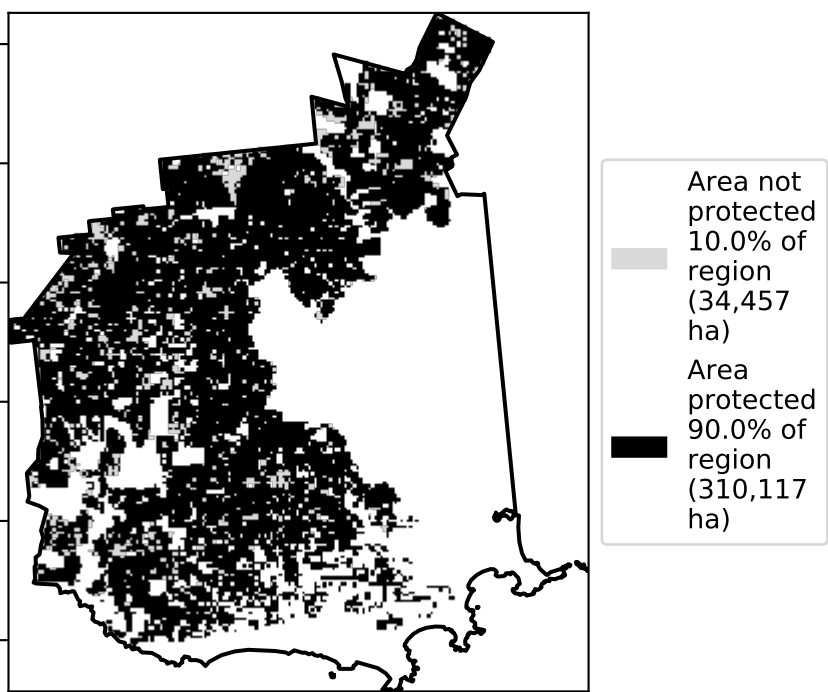 Area not
protected
10.0% of
region
(34,457
ha)
Area
protected
90.0% of
region
(310,117
ha)